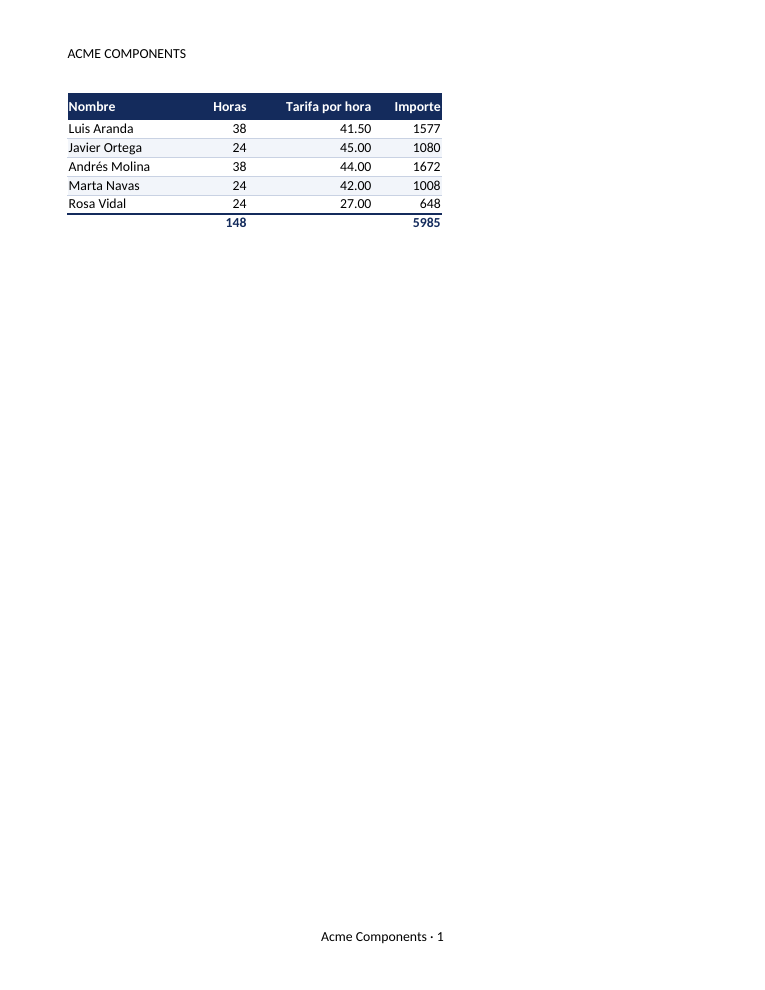 ACME COMPONENTS
Nombre Horas Tarifa por hora Importe
Luis Aranda 38 41.50 1577
Javier Ortega 24 45.00 1080
Andrés Molina 38 44.00 1672
Marta Navas 24 42.00 1008
Rosa Vidal 24 27.00 648
148 5985
Acme Components · 1